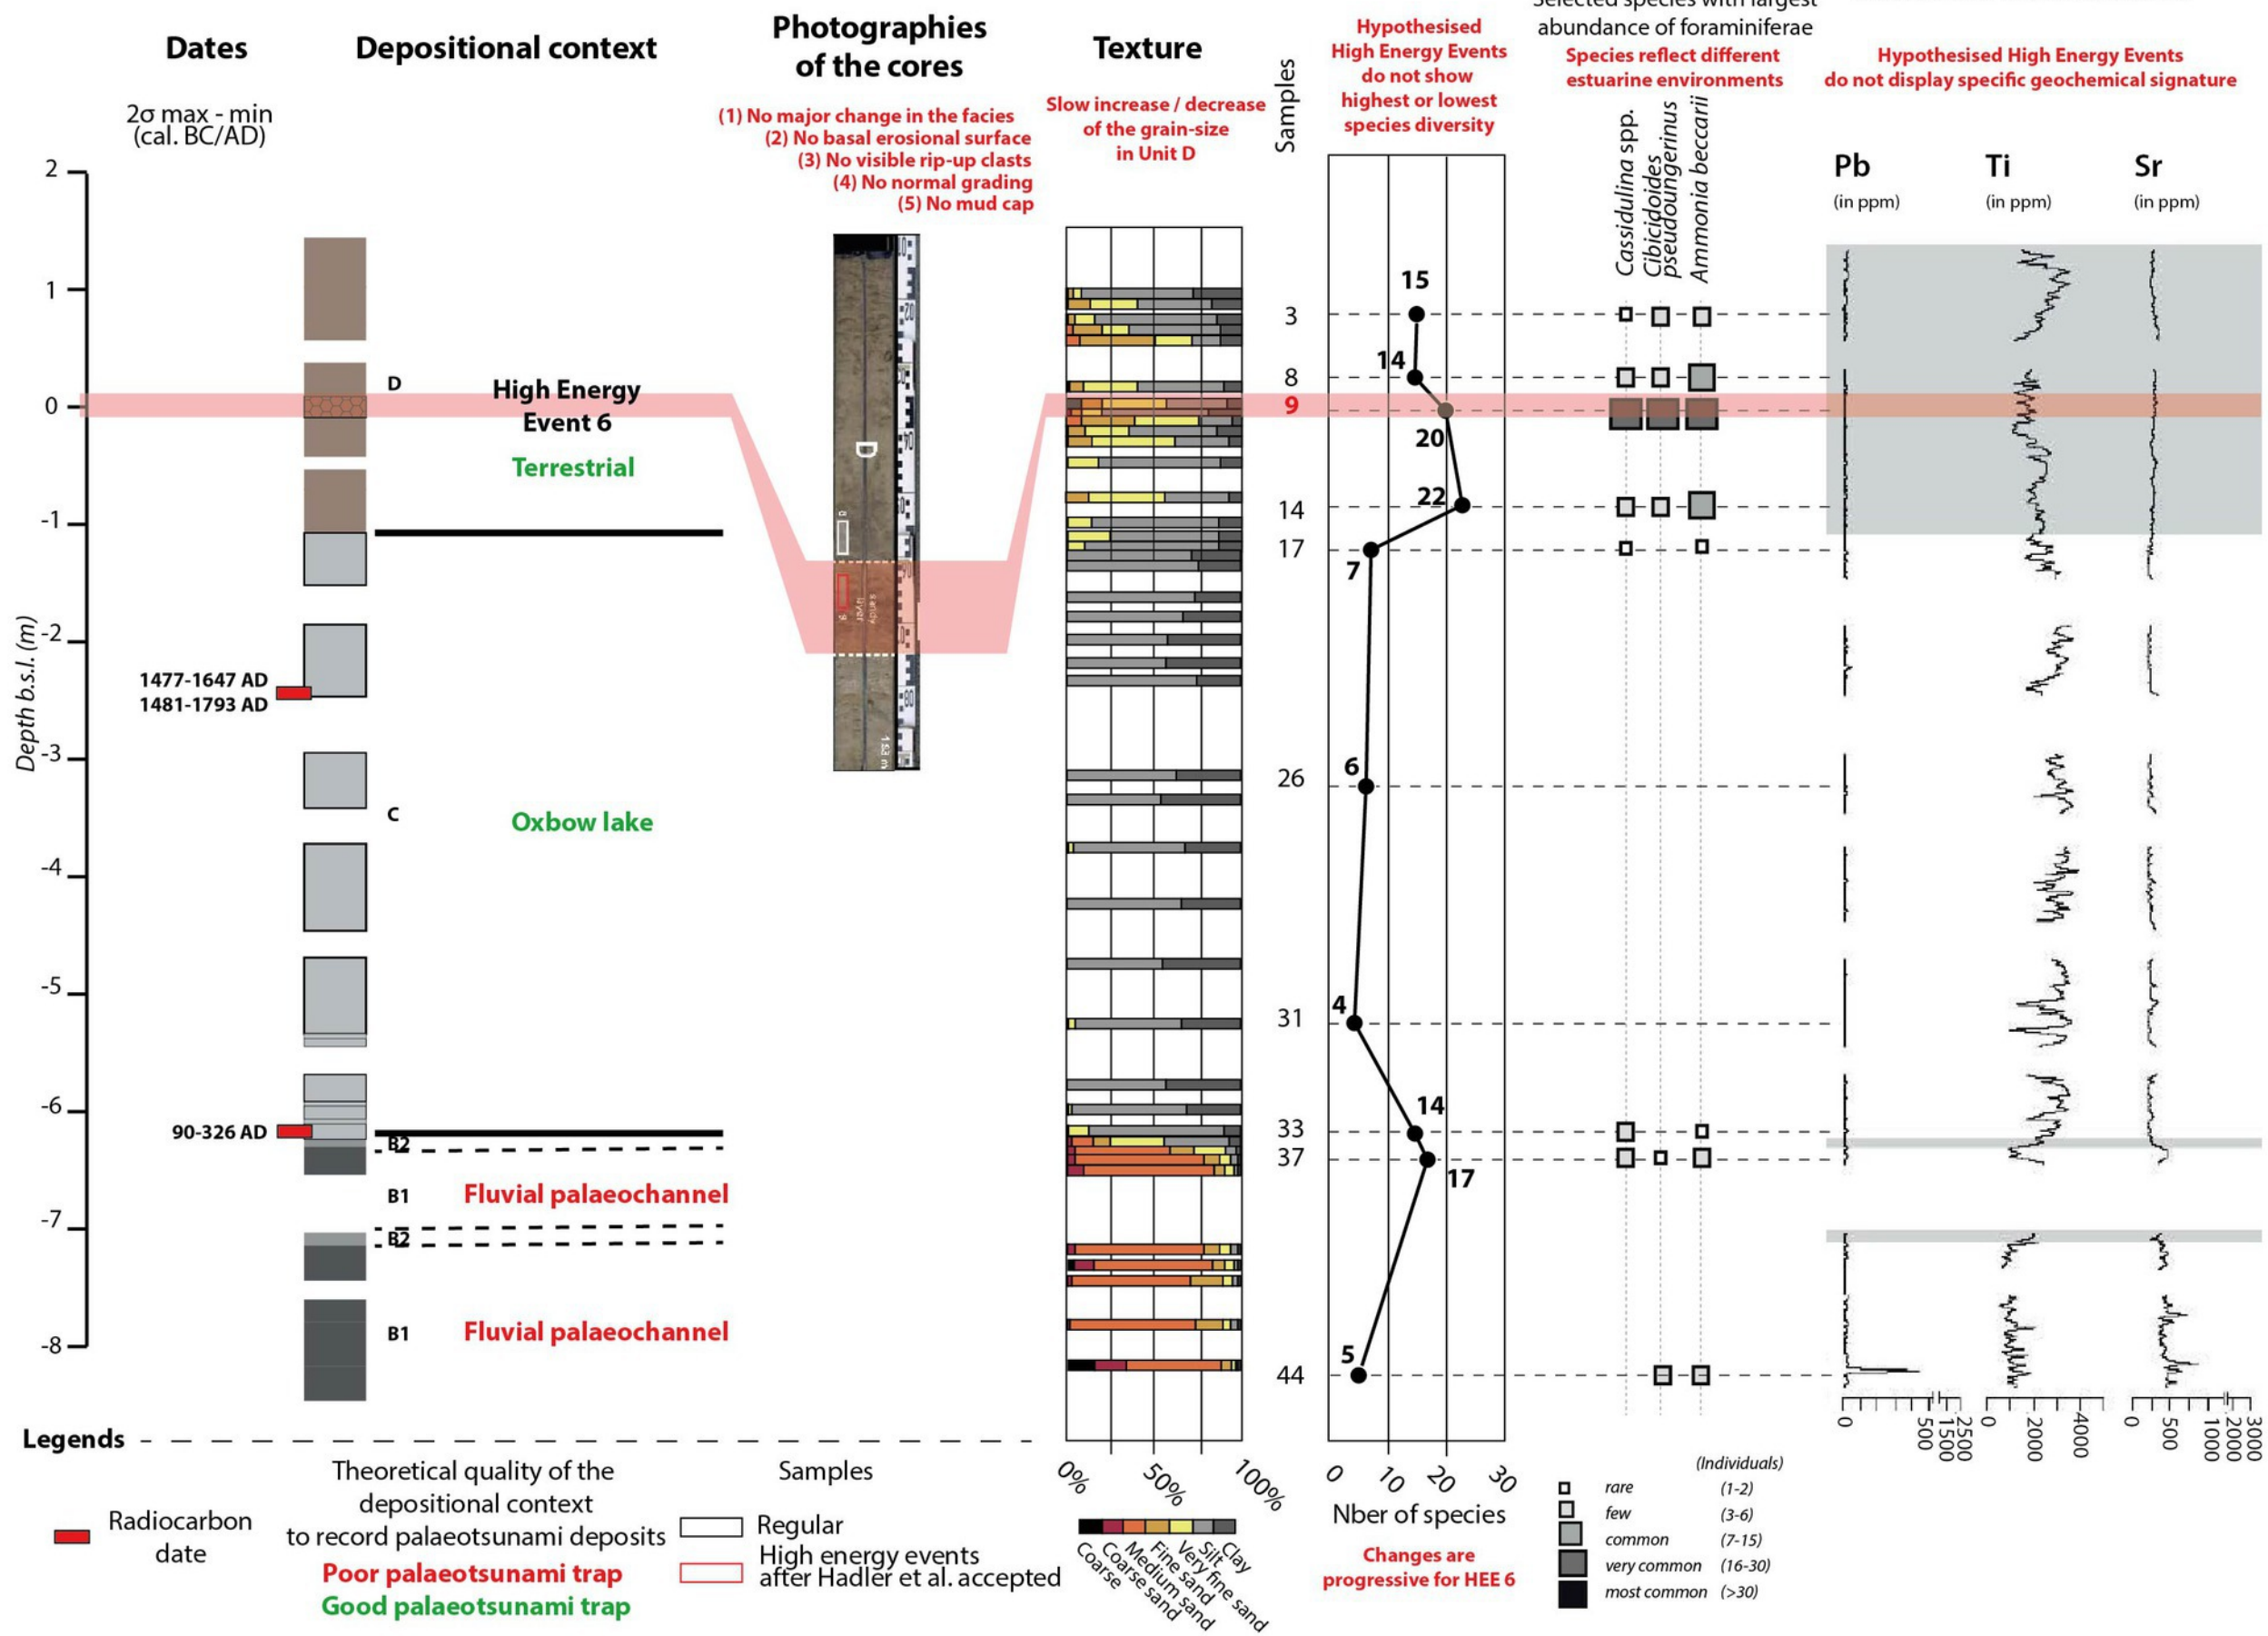 Selected species with largest
abundance of foraminiferae
Dates
Depositional context
Photographies
of the cores
Texture
Samples
Hypothesised
High Energy Events
do not show
highest or lowest
species diversity
Species reflect different
estuarine environments
Hypothesised High Energy Events
do not display specific geochemical signature
2σ max - min
(cal. BC/AD)
(1) No major change in the facies
(2) No basal erosional surface
(3) No visible rip-up clasts
(4) No normal grading
(5) No mud cap
Slow increase / decrease
of the grain-size
in Unit D
Cassidulina spp.
Cibicidoides
pseudoungerinus
Ammonia beccarii
Pb
(in ppm)
Ti
(in ppm)
Sr
(in ppm)
Depth b.s.l. (m)
2
1
0
-1
-2
-3
-4
-5
-6
-7
-8
D
High Energy
Event 6
Terrestrial
1477-1647 AD
1481-1793 AD
C
Oxbow lake
90-326 AD
B2
B1
Fluvial palaeochannel
B2
B1
Fluvial palaeochannel
D
8
9
sandy
layer
02
04
08
1.53 m
3
8
9
14
17
26
31
33
37
44
15
14
20
22
7
6
4
14
17
5
0%
50%
100%
0
10
20
30
Nber of species
Changes are
progressive for HEE 6
0
500
1500
2500
0
2000
4000
0
500
1000
2000
3000
Legends
Radiocarbon
date
Theoretical quality of the
depositional context
to record palaeotsunami deposits
Poor palaeotsunami trap
Good palaeotsunami trap
Samples
Regular
High energy events
after Hadler et al. accepted
Coarse
Coarse sand
Medium sand
Fine sand
Very fine sand
Silt
Clay
(Individuals)
rare (1-2)
few (3-6)
common (7-15)
very common (16-30)
most common (>30)